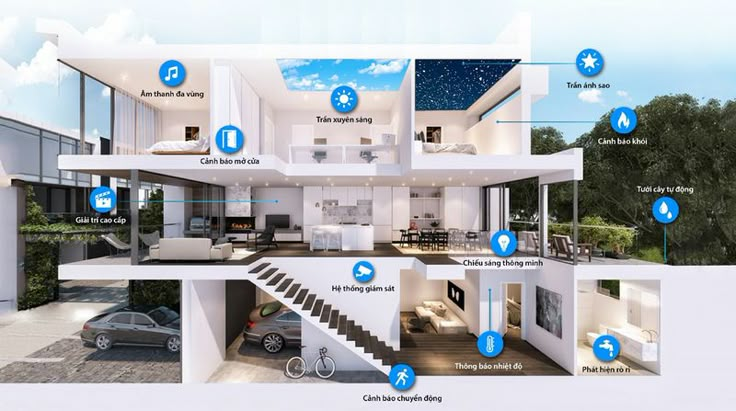 Âm thanh đa vùng
Trần xuyên sáng
Trần ánh sao
Cảnh báo mở cửa
Cảnh báo khói
Giải trí cao cấp
Tưới cây tự động
Chiếu sáng thông minh
Hệ thống giám sát
Thông báo nhiệt độ
Phát hiện rò rỉ
Cảnh báo chuyển động